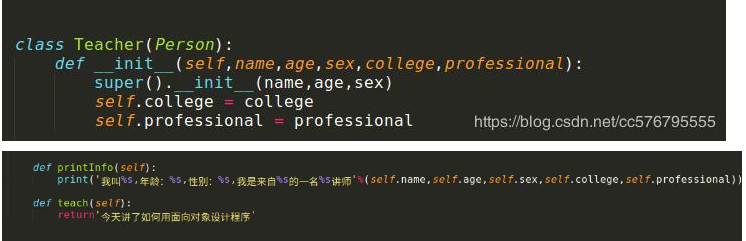 class Teacher(Person):
    def __init__(self,name,age,sex,college,professional):
        super().__init__(name,age,sex)
        self.college = college
        self.professional = professional
https://blog.csdn.net/cc576795555
    def printInfo(self):
        print('我叫%s,年龄: %s,性别: %s,我是来自%s的一名%s讲师'%(self.name,self.age,self.sex,self.college,self.professional))
    def teach(self):
        return'今天讲了如何用面向对象设计程序'